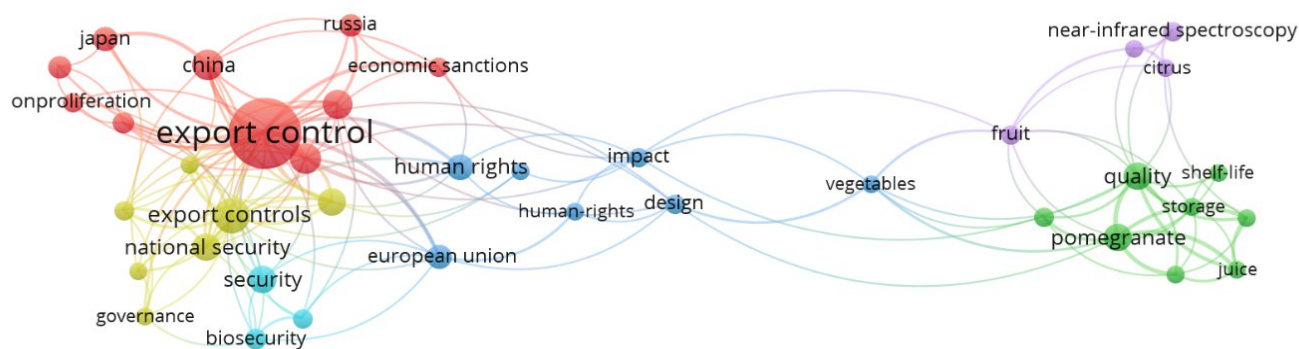 japan
russia
near-infrared spectroscopy
china
economic sanctions
citrus
onproliferation
export control
fruit
human rights
impact
quality
shelf-life
vegetables
export controls
human-rights
design
storage
national security
pomegranate
european union
security
juice
governance
biosecurity